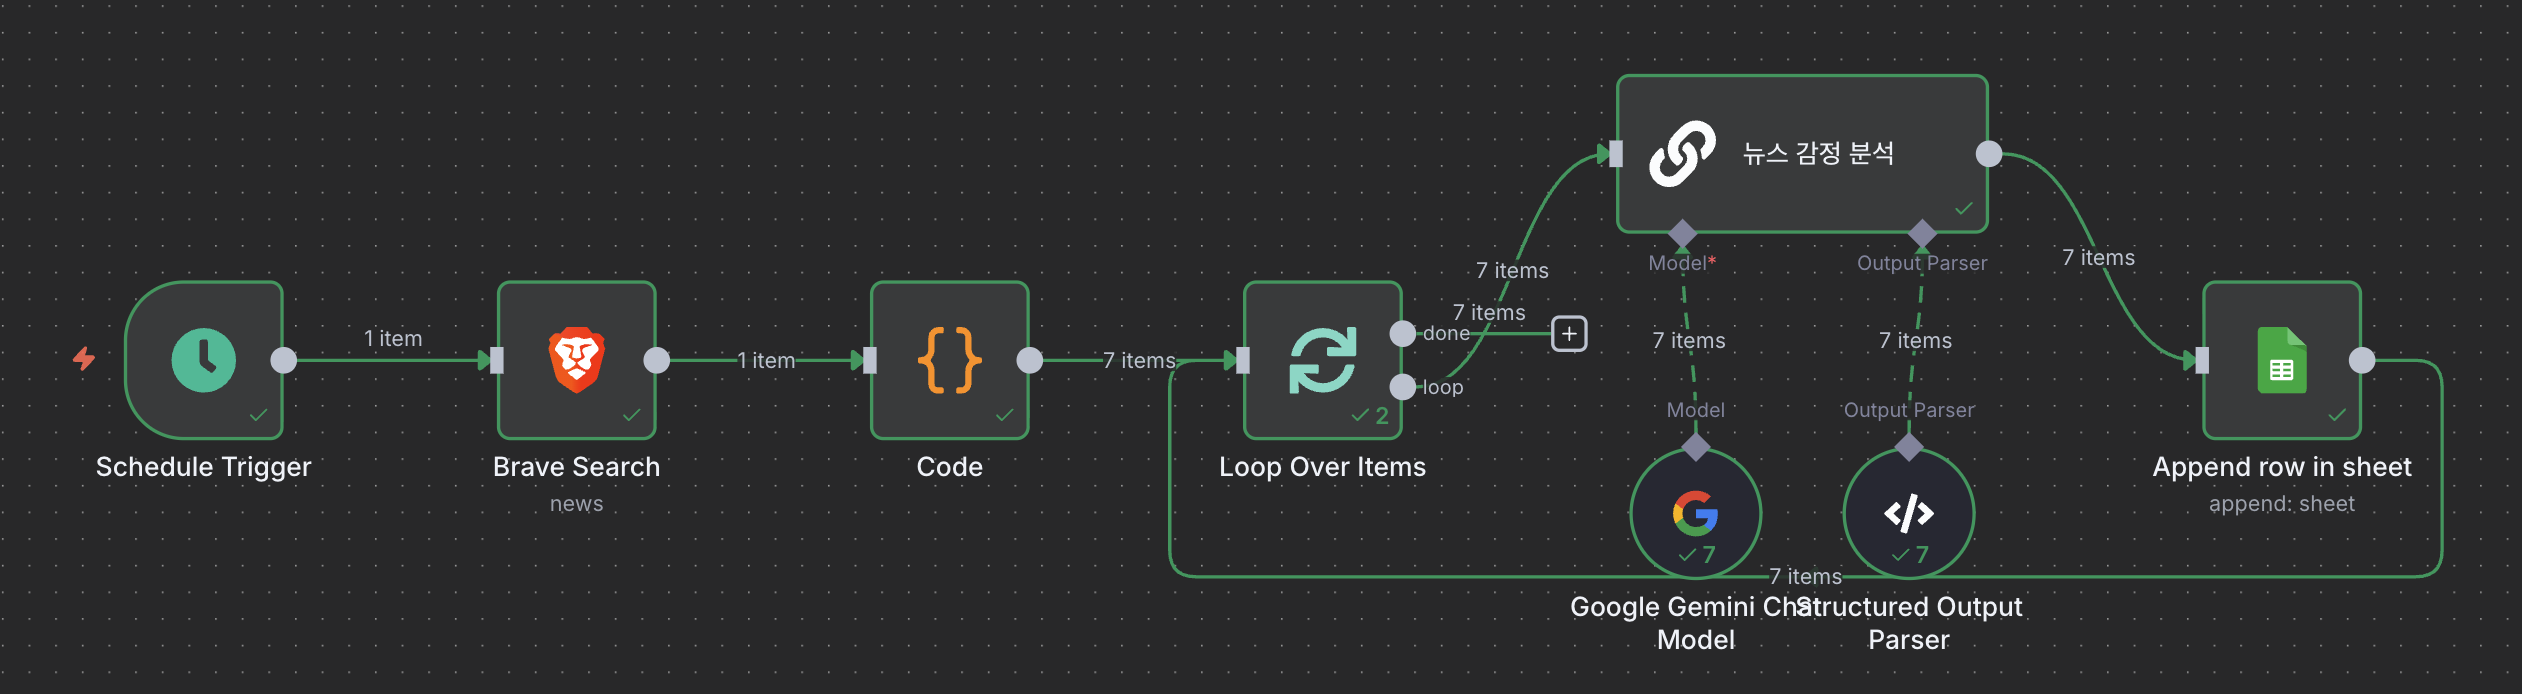 뉴스 감정 분석
Model*
Output Parser
7 items
7 items
7 items
1 item
1 item
7 items
done
loop
2
7 items
7 items
Model
Output Parser
Schedule Trigger
Brave Search
news
Code
Loop Over Items
Append row in sheet
append: sheet
7
7
7 items
Google Gemini Chat
Model
Structured Output
Parser